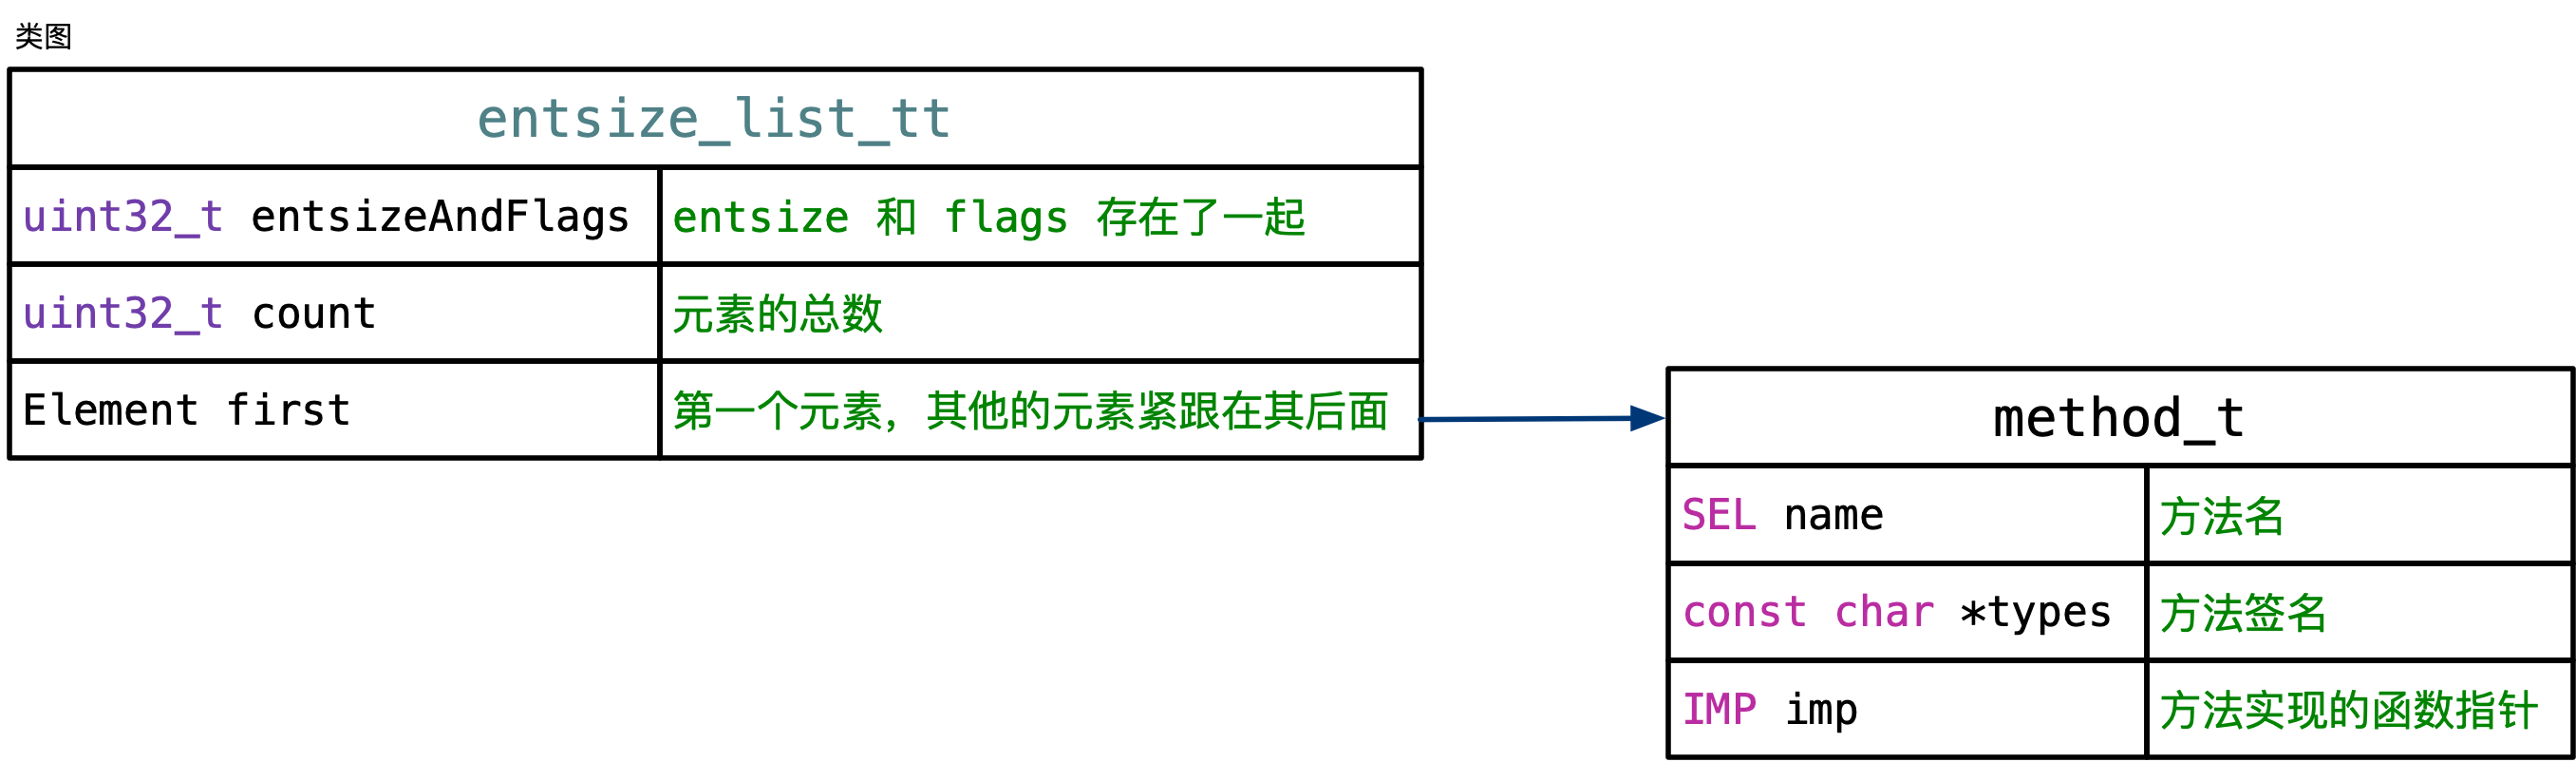 类图
entsize_list_tt
uint32_t entsizeAndFlags
entsize 和 flags 存在了一起
uint32_t count
元素的总数
Element first
第一个元素，其他的元素紧跟在其后面
method_t
SEL name
方法名
const char *types
方法签名
IMP imp
方法实现的函数指针